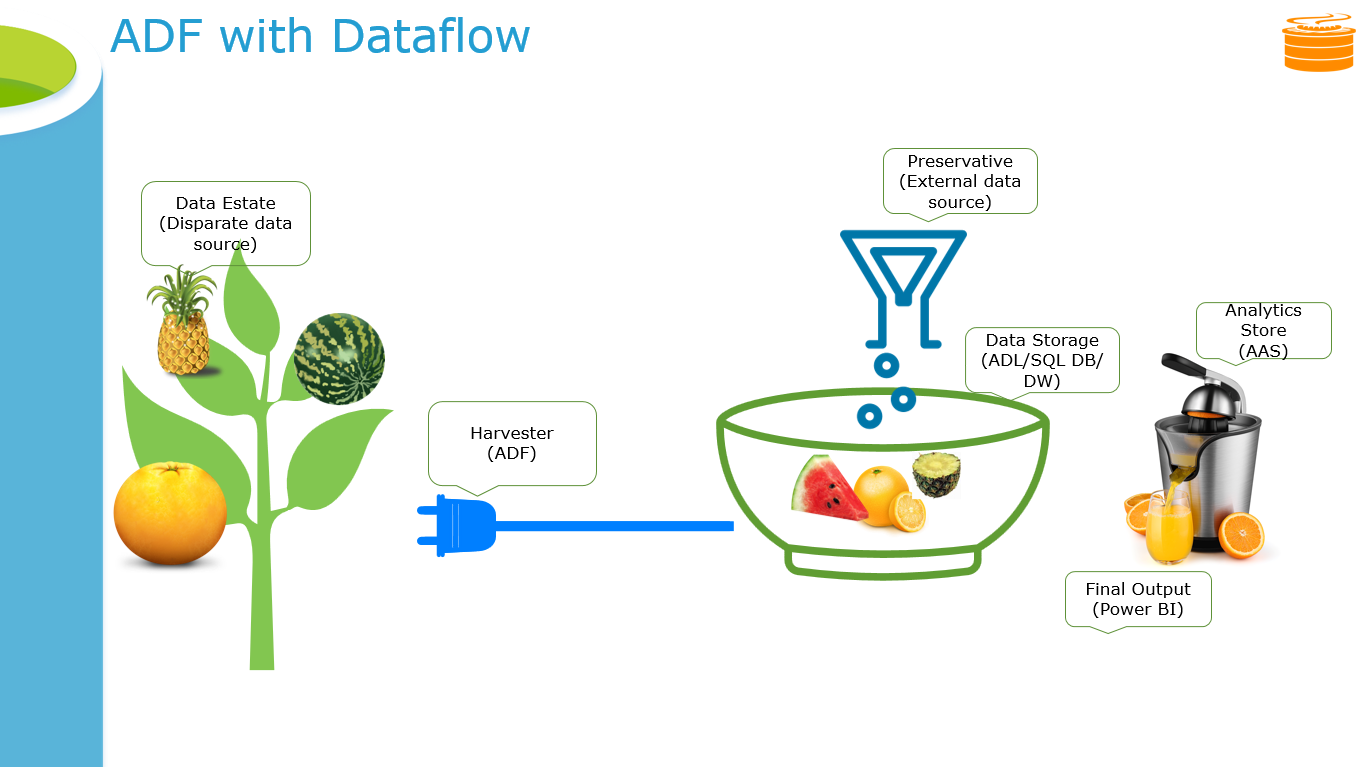 ADF with Dataflow
Data Estate
(Disparate data
source)
Harvester
(ADF)
Preservative
(External data
source)
Data Storage
(ADL/SQL DB/
DW)
Analytics
Store
(AAS)
Final Output
(Power BI)